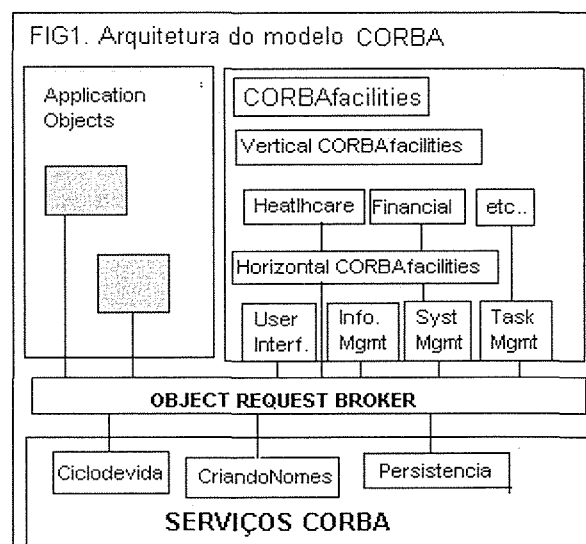 FIG1. Arquitetura do modelo CORBA
Application
Objects
CORBAfacilities
Vertical CORBAfacilities
Heatlhcare
Financial
etc..
Horizontal CORBAfacilities
User
Interf.
Info.
Mgmt
Syst
Mgmt
Task
Mgmt
OBJECT REQUEST BROKER
Ciclodevida
CriandoNomes
Persistencia
SERVIÇOS CORBA